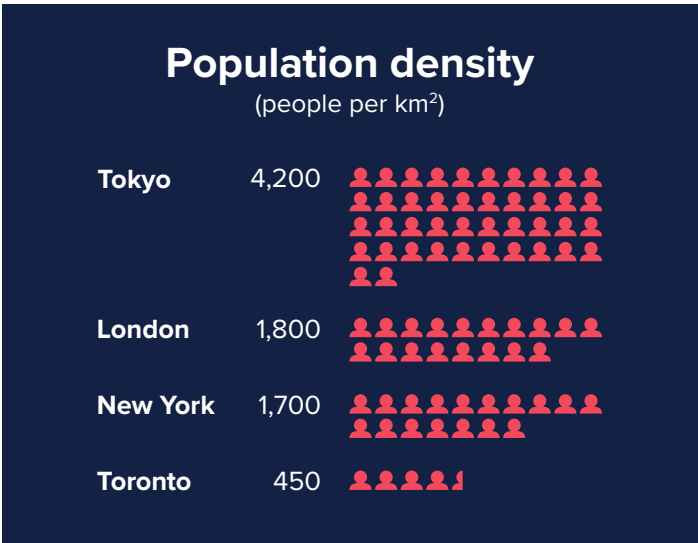 Population density
(people per km²)
Tokyo 4,200
London 1,800
New York 1,700
Toronto 450